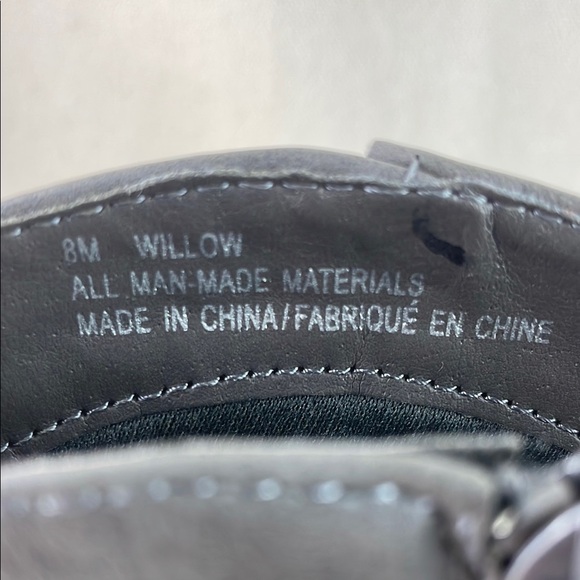 8M WILLOW
ALL MAN-MADE MATERIALS
MADE IN CHINA/FABRIQUÉ EN CHINE